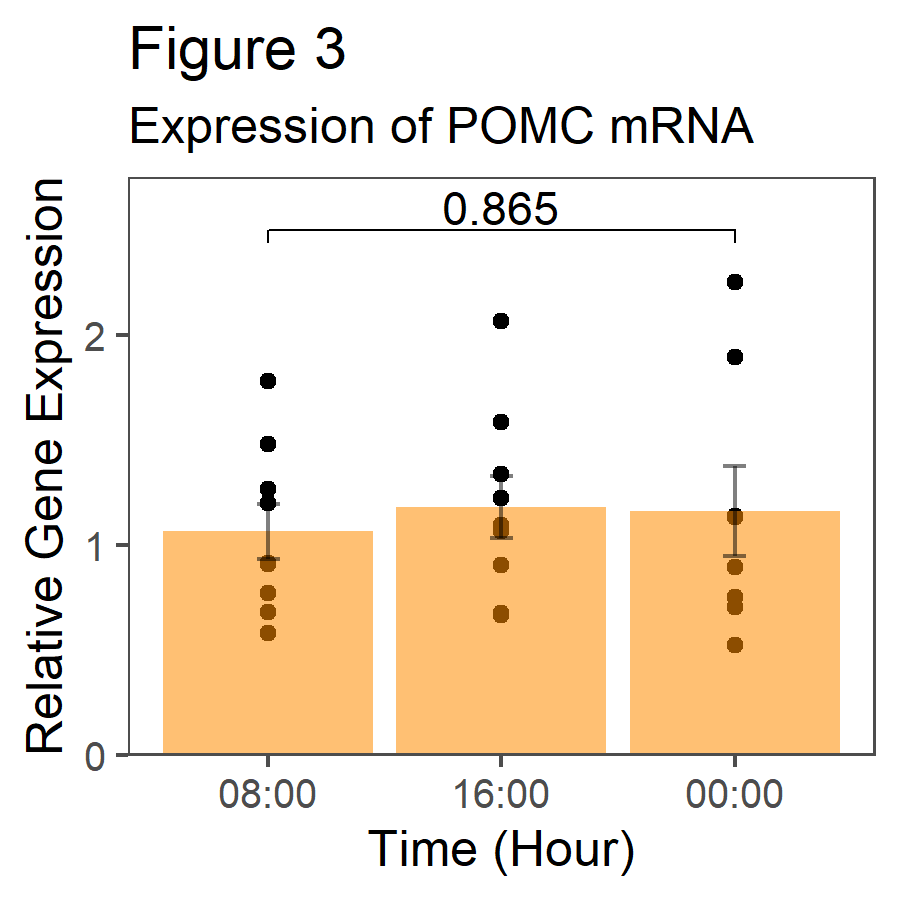 Figure 3
Expression of POMC mRNA
Relative Gene Expression
0.865
2
1
0
08:00 16:00 00:00
Time (Hour)